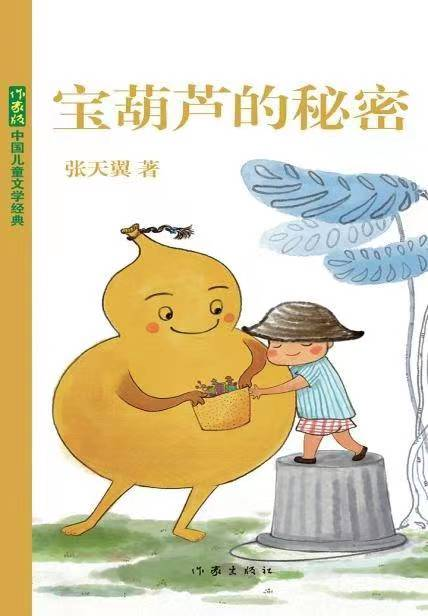 宝葫芦的秘密
张天翼 著
作家版
中国儿童文学经典
作家出版社